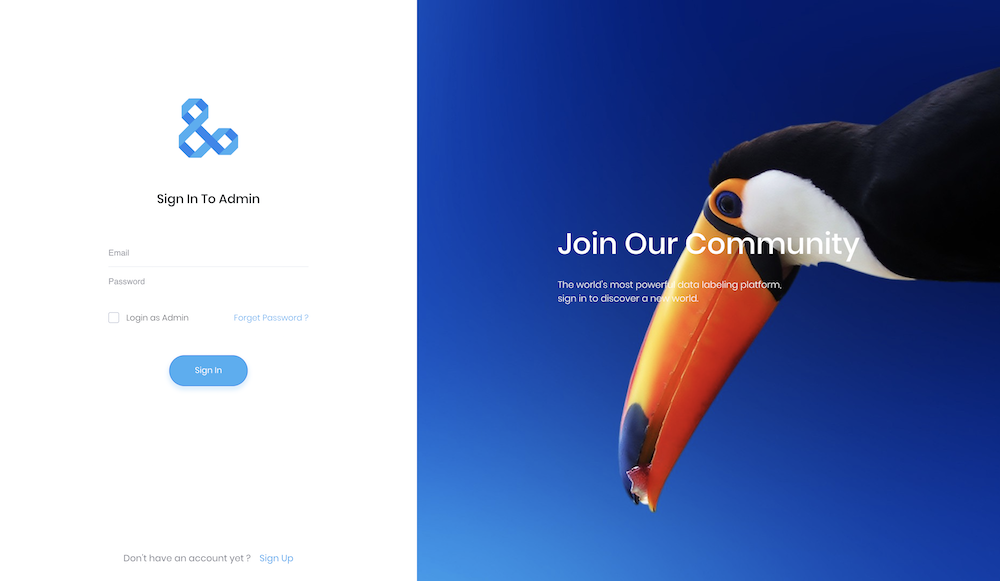 Sign In To Admin
Email
Password
Login as Admin
Forget Password ?
Sign In
Don't have an account yet ?
Sign Up
Join Our Community
The world's most powerful data labeling platform,
sign in to discover a new world.